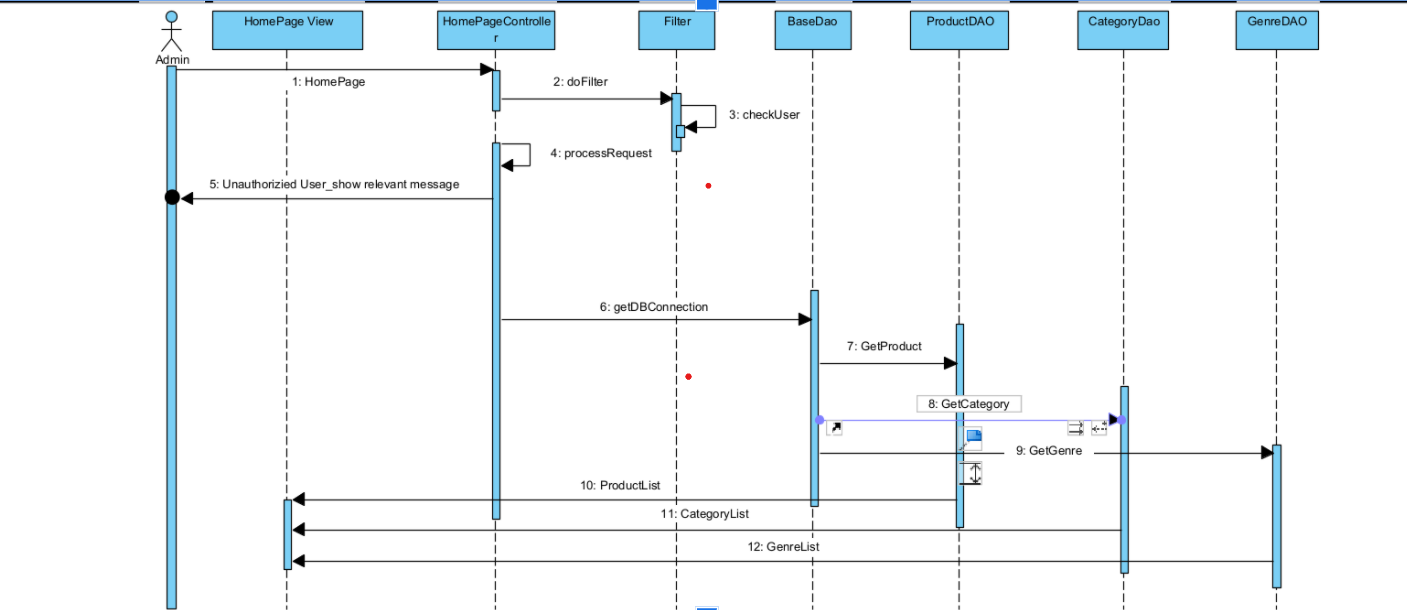 HomePage View
HomePageControlle
r
Filter
BaseDao
ProductDAO
CategoryDao
GenreDAO
Admin
1: HomePage
2: doFilter
3: checkUser
4: processRequest
5: Unauthorizied User_show relevant message
6: getDBConnection
7: GetProduct
8: GetCategory
9: GetGenre
10: ProductList
11: CategoryList
12: GenreList